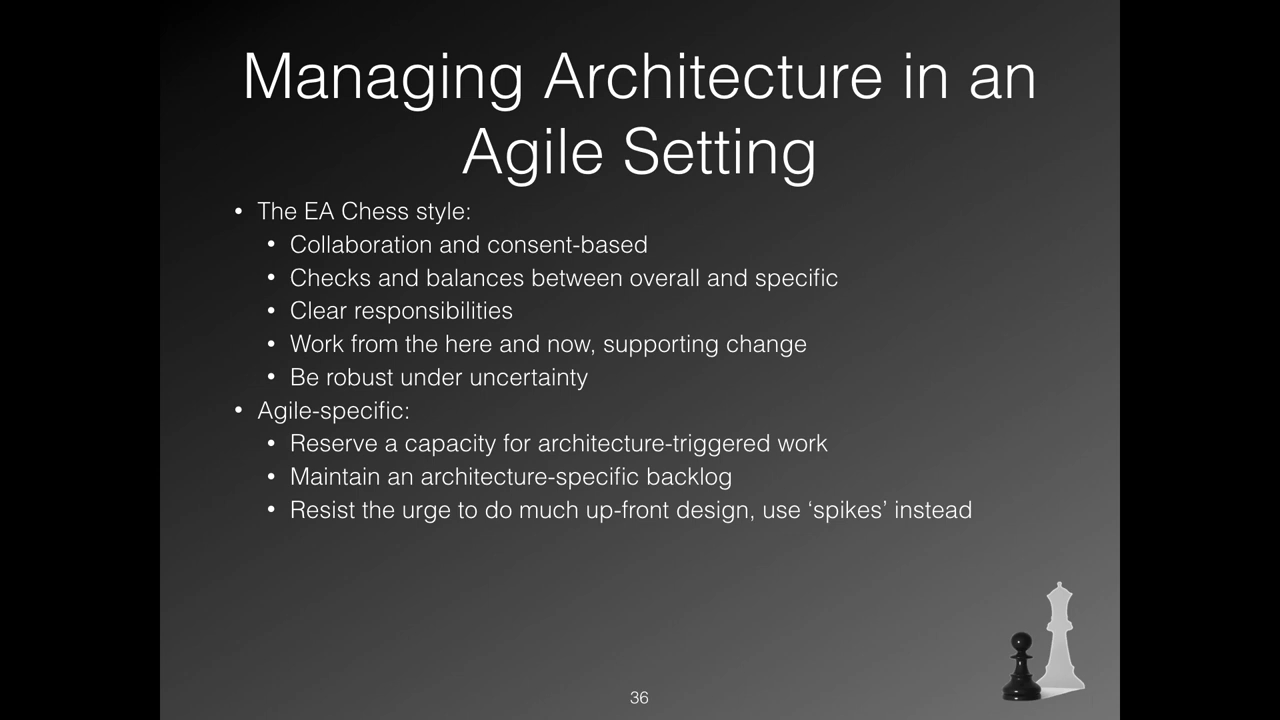 Managing Architecture in an
Agile Setting
• The EA Chess style:
• Collaboration and consent-based
• Checks and balances between overall and specific
• Clear responsibilities
• Work from the here and now, supporting change
• Be robust under uncertainty
• Agile-specific:
• Reserve a capacity for architecture-triggered work
• Maintain an architecture-specific backlog
• Resist the urge to do much up-front design, use ‘spikes’ instead
36